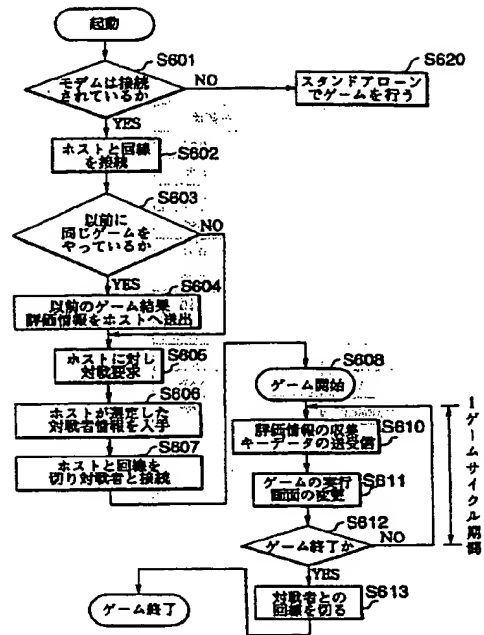 起動
S601
モデムは接続
されているか
NO
S620
スタンドアローン
でゲームを行う
YES
ホストと回線
を接続
S602
S603
以前に
同じゲームを
やっているか
NO
YES
S604
以前のゲーム結果
評価情報をホストへ送出
S605
ホストに対し
対戦要求
S606
ホストが選定した
対戦者情報を入手
S607
ホストと回線を
切り対戦者と接続
S608
ゲーム開始
評価情報の収集
キーデータの送受信
S610
ゲームの実行
画面の変更
S611
S612
ゲーム終了か
NO
YES
1ゲームサイクル期間
対戦者との
回線を切る
S613
ゲーム終了